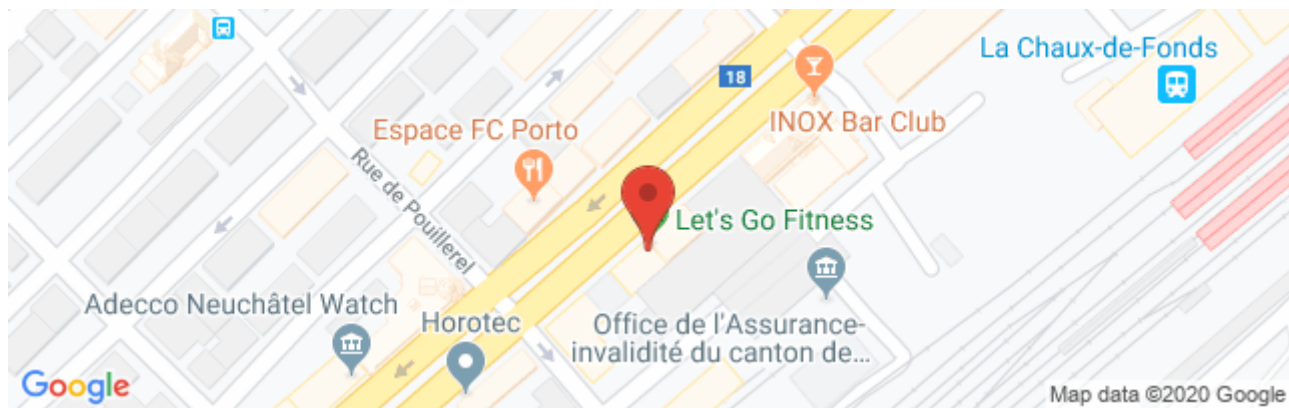 La Chaux-de-Fonds
18
INOX Bar Club
Espace FC Porto
Rue de Pouillerel
Let's Go Fitness
Adecco Neuchâtel Watch
Horotec
Office de l'Assurance-
invalidité du canton de...
Google
Map data ©2020 Google